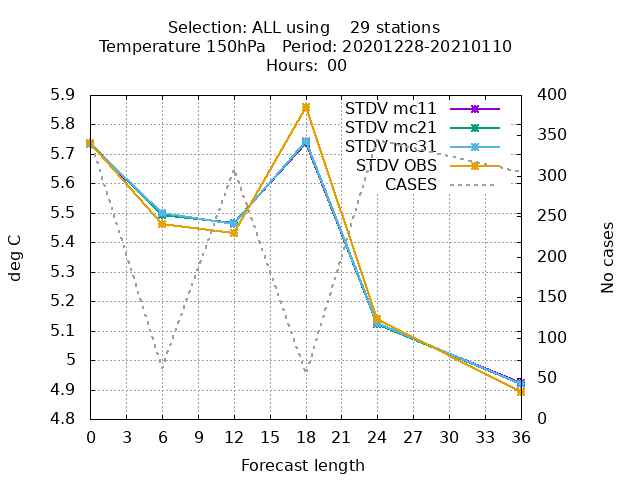 Selection: ALL using    29 stations
Temperature 150hPa   Period: 20201228-20210110
Hours:  00
5.9
5.8
5.7
5.6
5.5
5.4
5.3
5.2
5.1
5
4.9
4.8
deg C
STDV mc11
STDV mc21
STDV mc31
STDV OBS
CASES
400
350
300
250
200
150
100
50
0
No cases
0 3 6 9 12 15 18 21 24 27 30 33 36
Forecast length